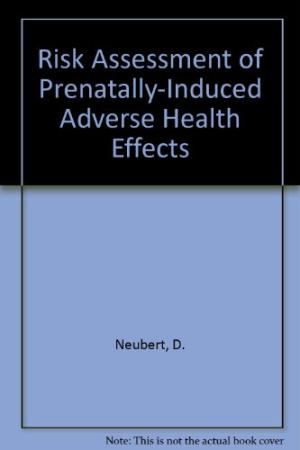 Risk Assessment of
Prenatally-Induced
Adverse Health
Effects
Neubert, D.
Note: This is not the actual book cover